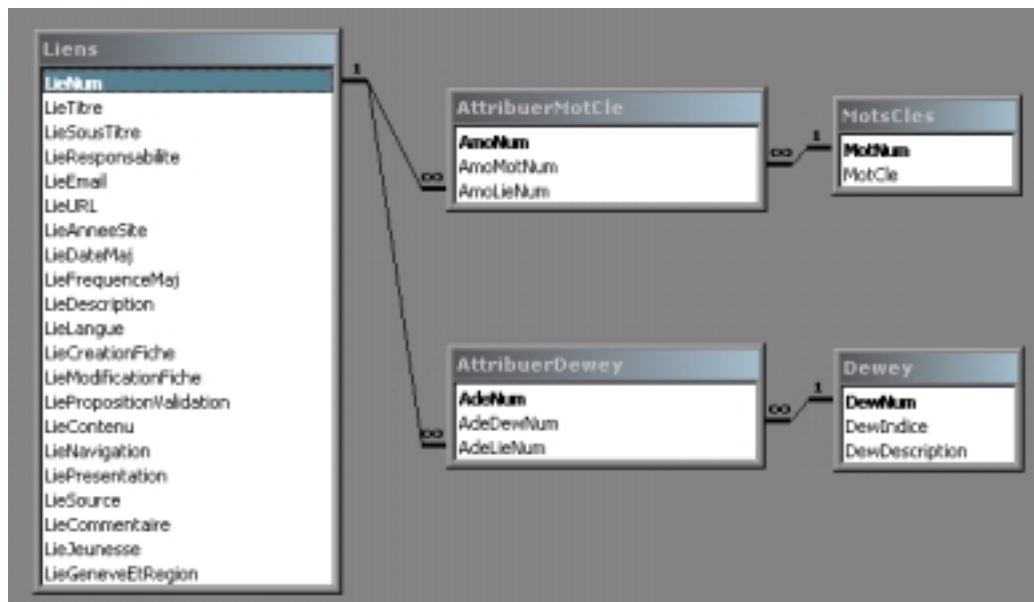 Liens
LieNum
LieTitre
LieSousTitre
LieResponsabilite
LieEmail
LieURL
LieAnneeSite
LieDateMaj
LieFrequenceMaj
LieDescription
LieLangue
LieCreationFiche
LieModificationFiche
LiePropositionValidation
LieContenu
LieNavigation
LiePresentation
LieSource
LieCommentaire
LieJeunesse
LieGeneveEtRegion
1
∞
∞
AttribuerMotCle
AmoNum
AmoMotNum
AmoLieNum
∞
1
MotsCles
MotNum
MotCle
AttribuerDewey
AdeNum
AdeDewNum
AdeLieNum
∞
1
Dewey
DewNum
DewIndice
DewDescription